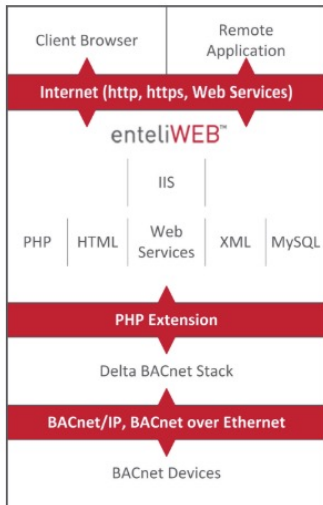 Client Browser
Remote
Application
Internet (http, https, Web Services)
enteliWEB™
IIS
PHP
HTML
Web
Services
XML
MySQL
PHP Extension
Delta BACnet Stack
BACnet/IP, BACnet over Ethernet
BACnet Devices